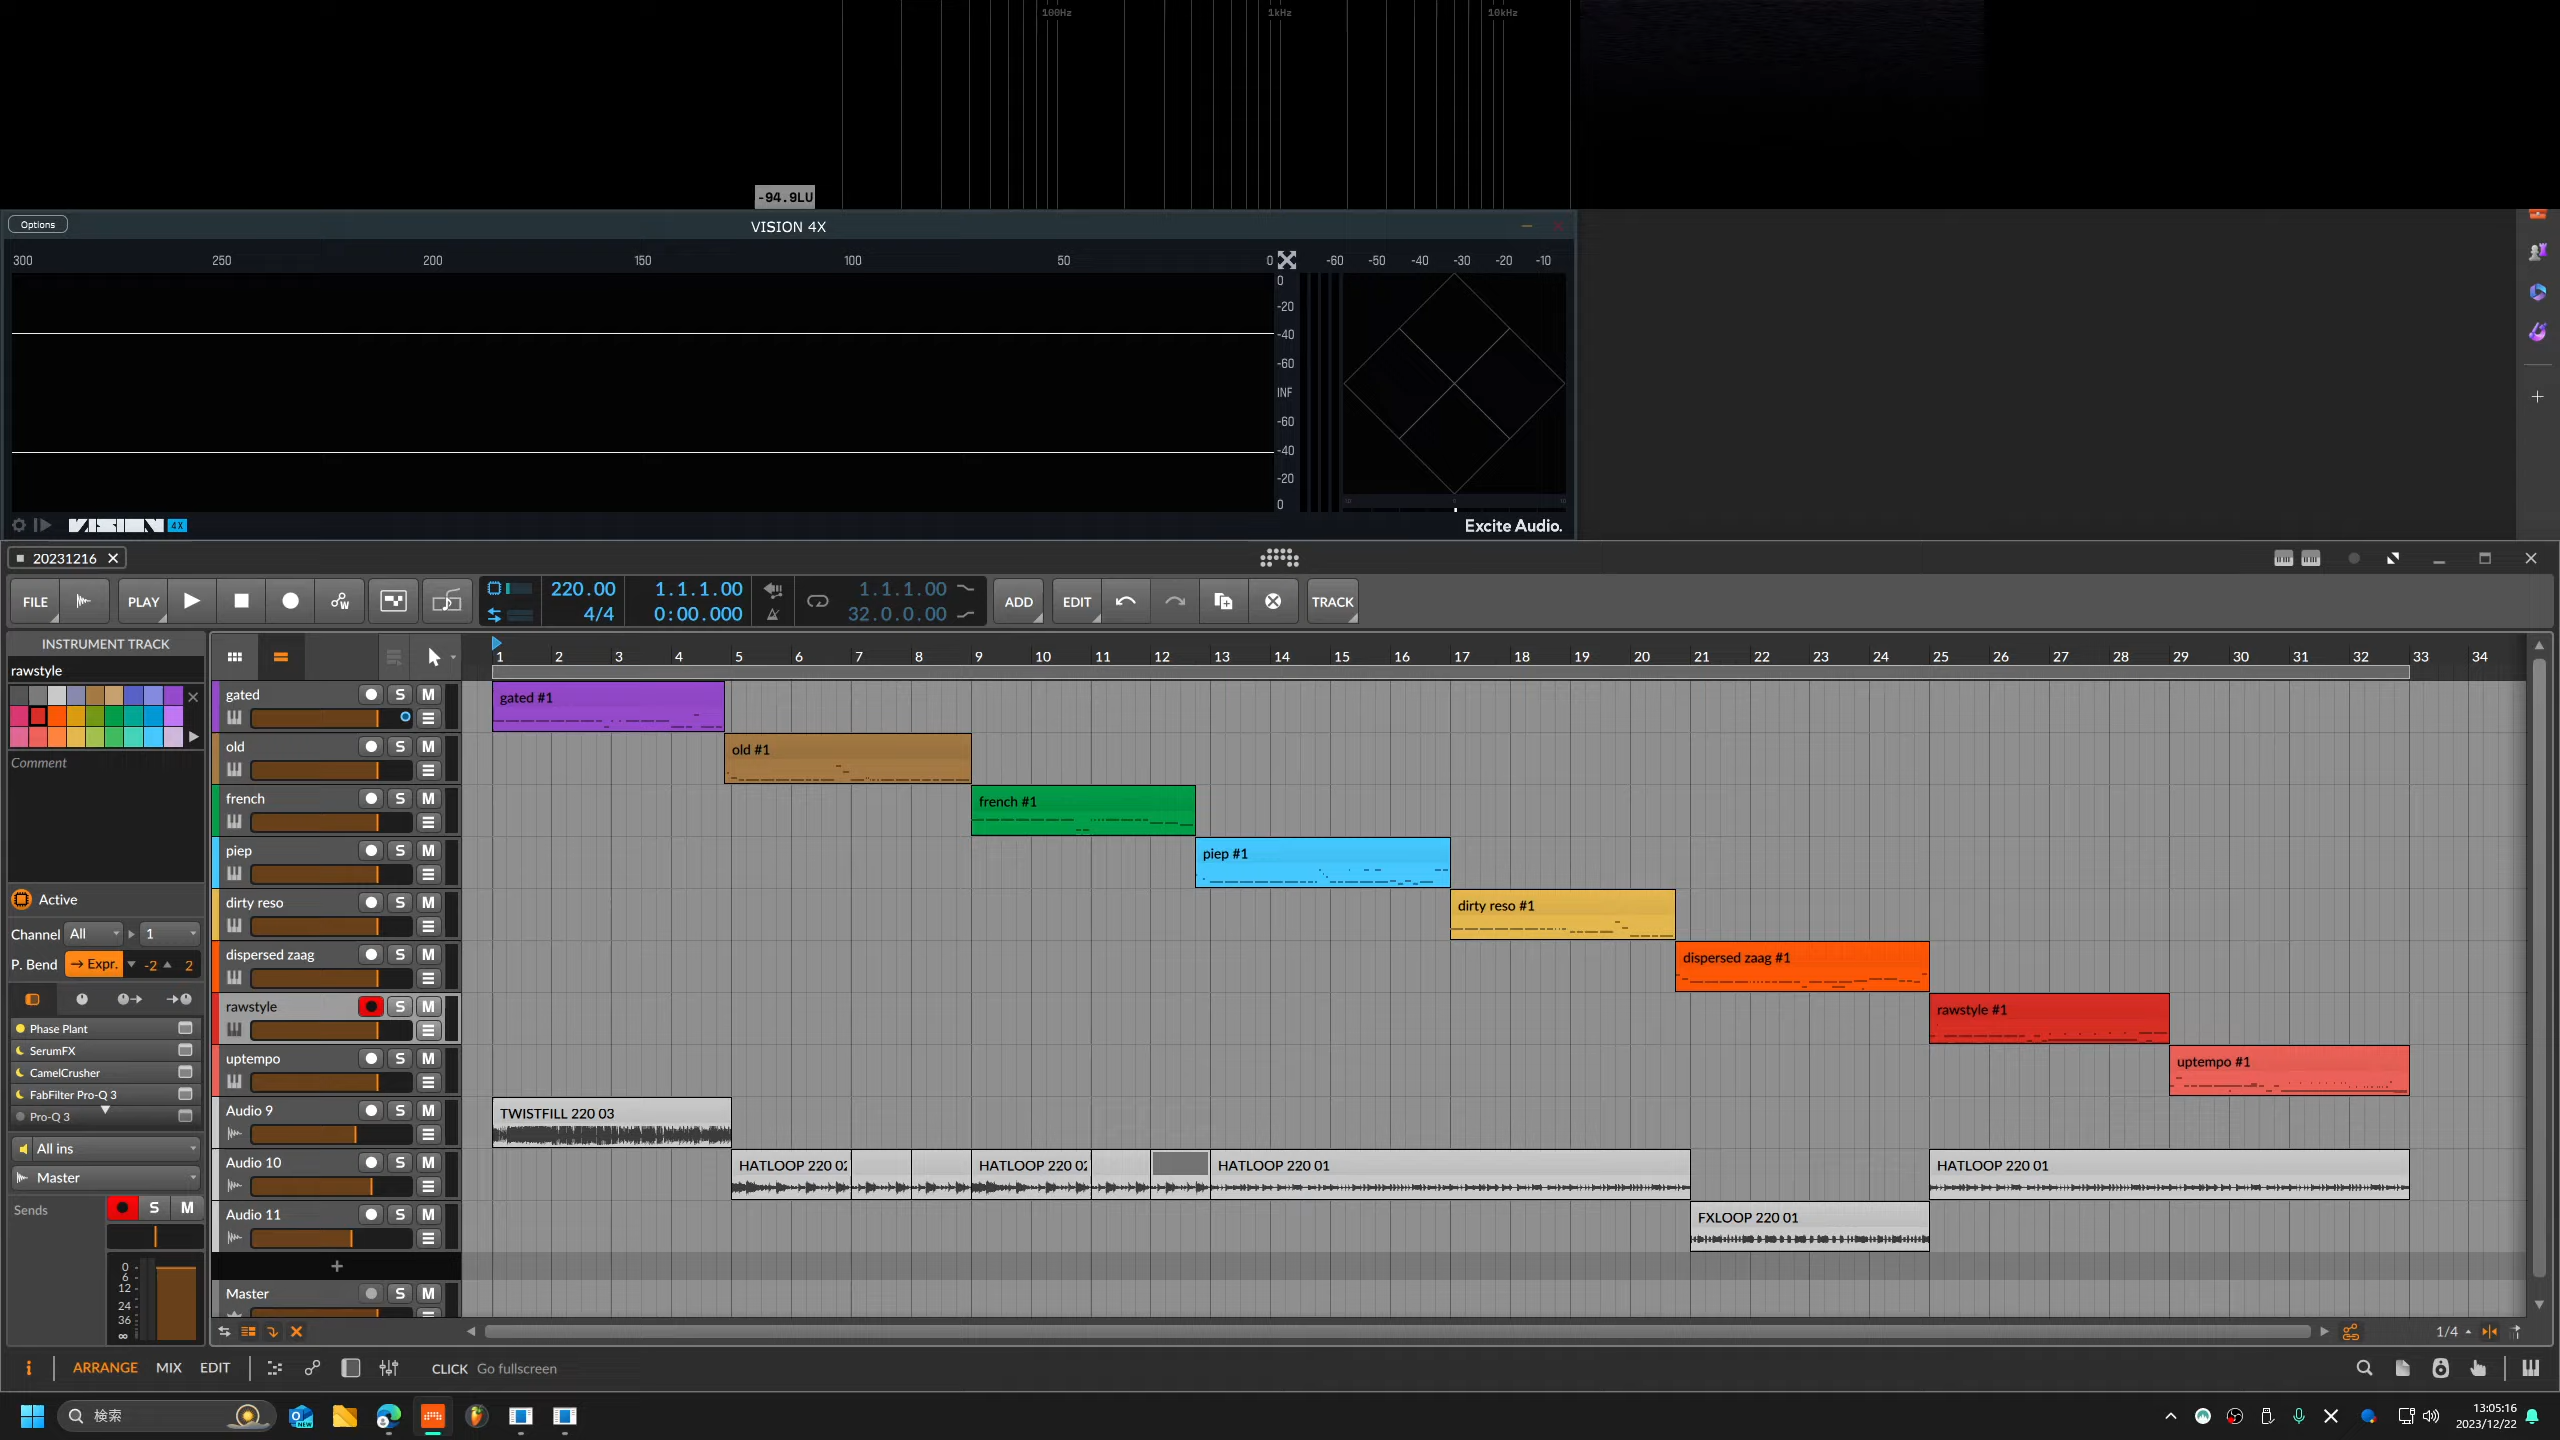 100Hz 1kHz 10kHz
-94.9LU
Options VISION 4X
300 250 200 150 100 50 0 -60 -50 -40 -30 -20 -10
0
-20
-40
-60
INF
-60
-40
-20
0
VISION 4X Excite Audio.
20231216
FILE PLAY 220.00 1.1.1.00 1.1.1.00 ADD EDIT TRACK
4/4 0:00.000 32.0.0.00
INSTRUMENT TRACK
rawstyle
1 2 3 4 5 6 7 8 9 10 11 12 13 14 15 16 17 18 19 20 21 22 23 24 25 26 27 28 29 30 31 32 33 34
gated S M gated #1
old S M old #1
Comment
french S M french #1
piep S M piep #1
Active
dirty reso S M dirty reso #1
Channel All 1
dispersed zaag S M dispersed zaag #1
P. Bend Expr. -2 2
rawstyle S M rawstyle #1
Phase Plant
SerumFX
uptempo S M uptempo #1
CamelCrusher
FabFilter Pro-Q 3
Pro-Q 3
Audio 9 S M TWISTFILL 220 03
All ins
Audio 10 S M HATLOOP 220 02 HATLOOP 220 02 HATLOOP 220 01 HATLOOP 220 01
Master
Sends S M
Audio 11 S M FXLOOP 220 01
0
6
12
24
36
∞
Master S M
1/4
ARRANGE MIX EDIT CLICK Go fullscreen
検索
13:05:16
2023/12/22